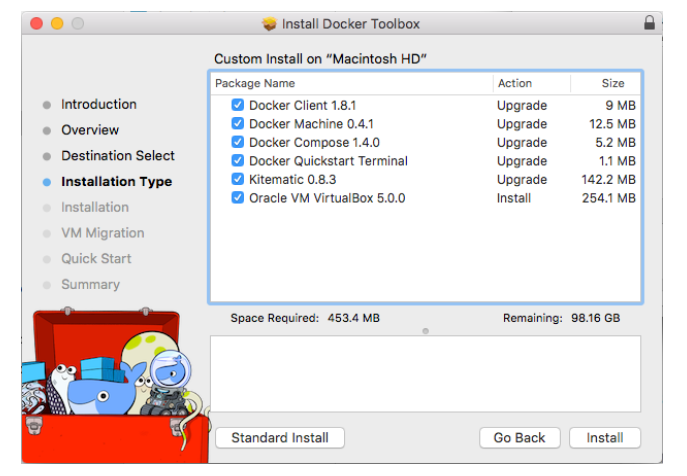 Install Docker Toolbox
Custom Install on “Macintosh HD”
Package Name Action Size
Docker Client 1.8.1 Upgrade 9 MB
Docker Machine 0.4.1 Upgrade 12.5 MB
Docker Compose 1.4.0 Upgrade 5.2 MB
Docker Quickstart Terminal Upgrade 1.1 MB
Kitematic 0.8.3 Upgrade 142.2 MB
Oracle VM VirtualBox 5.0.0 Install 254.1 MB
Introduction
Overview
Destination Select
Installation Type
Installation
VM Migration
Quick Start
Summary
Space Required: 453.4 MB Remaining: 98.16 GB
Standard Install Go Back Install